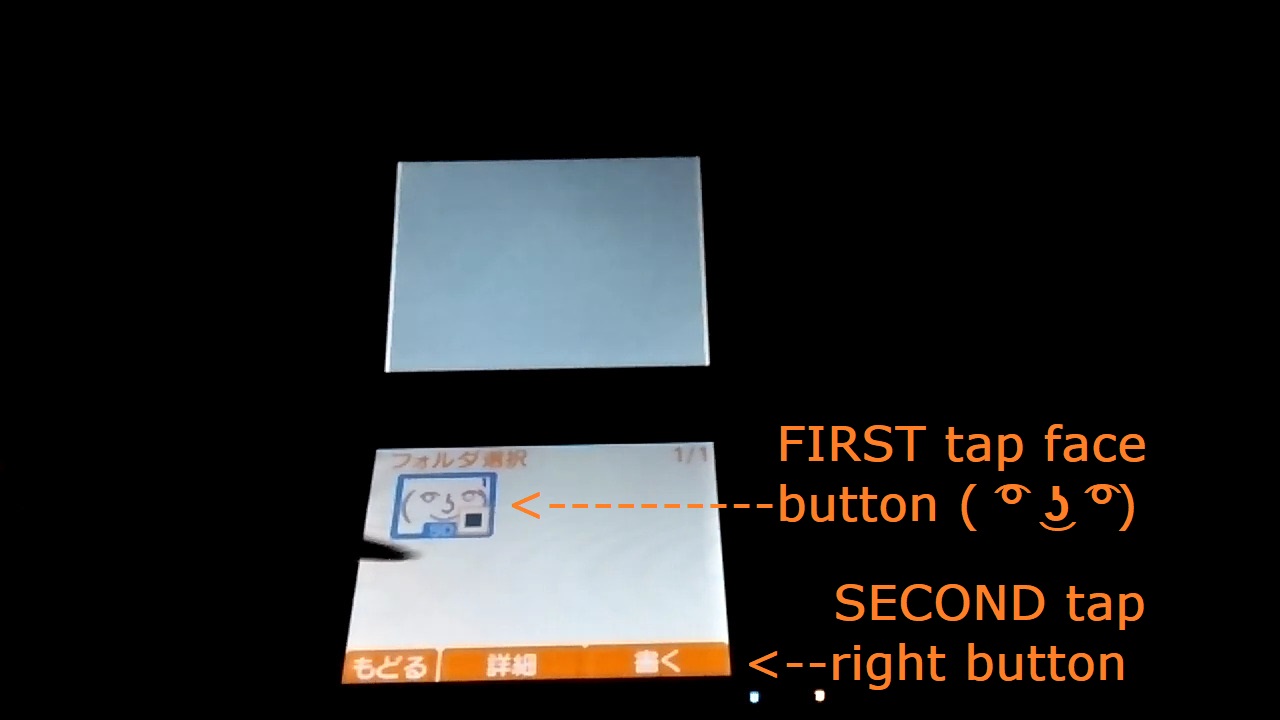 フォルダ選択
1/1
FIRST tap face
<----------button ( ͡° ͜ʖ ͡°)
( ͡° ͜ʖ ͡°)
SECOND tap
<--right button
もどる 詳細 書く